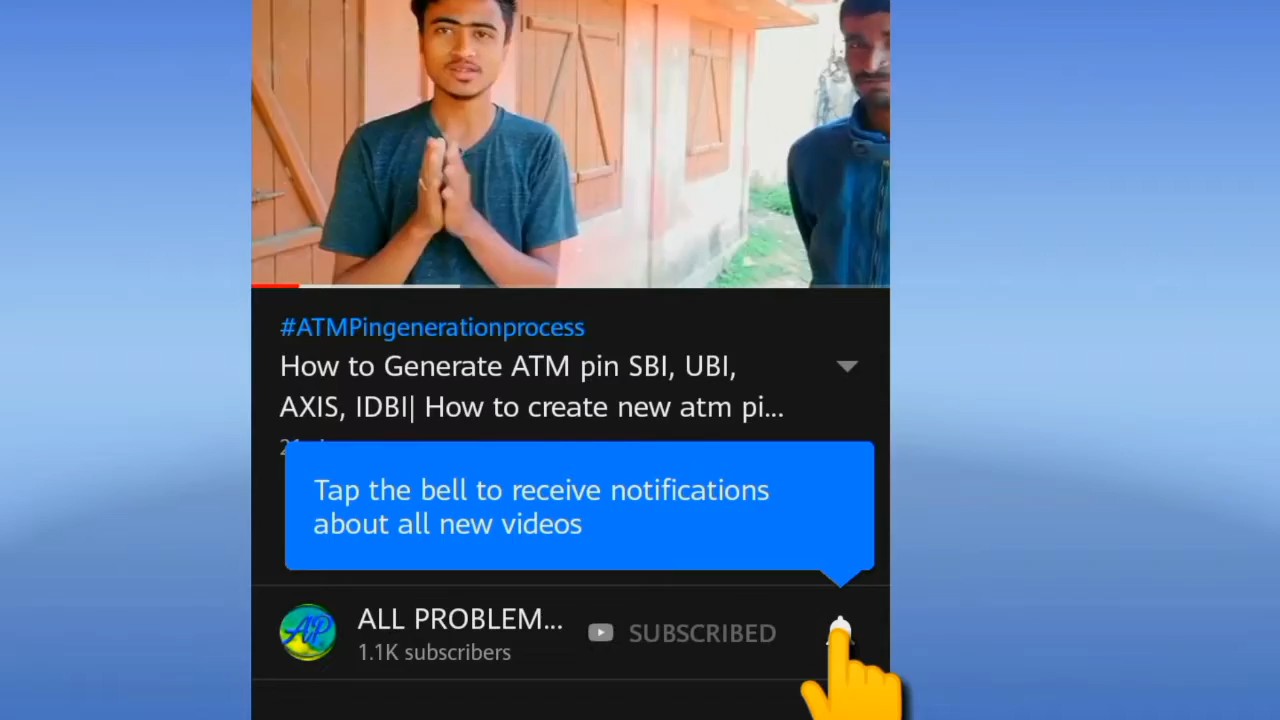 #ATMPingenerationprocess
How to Generate ATM pin SBI, UBI,
AXIS, IDBI| How to create new atm pi...
Tap the bell to receive notifications
about all new videos
AP
ALL PROBLEM...
SUBSCRIBED
1.1K subscribers